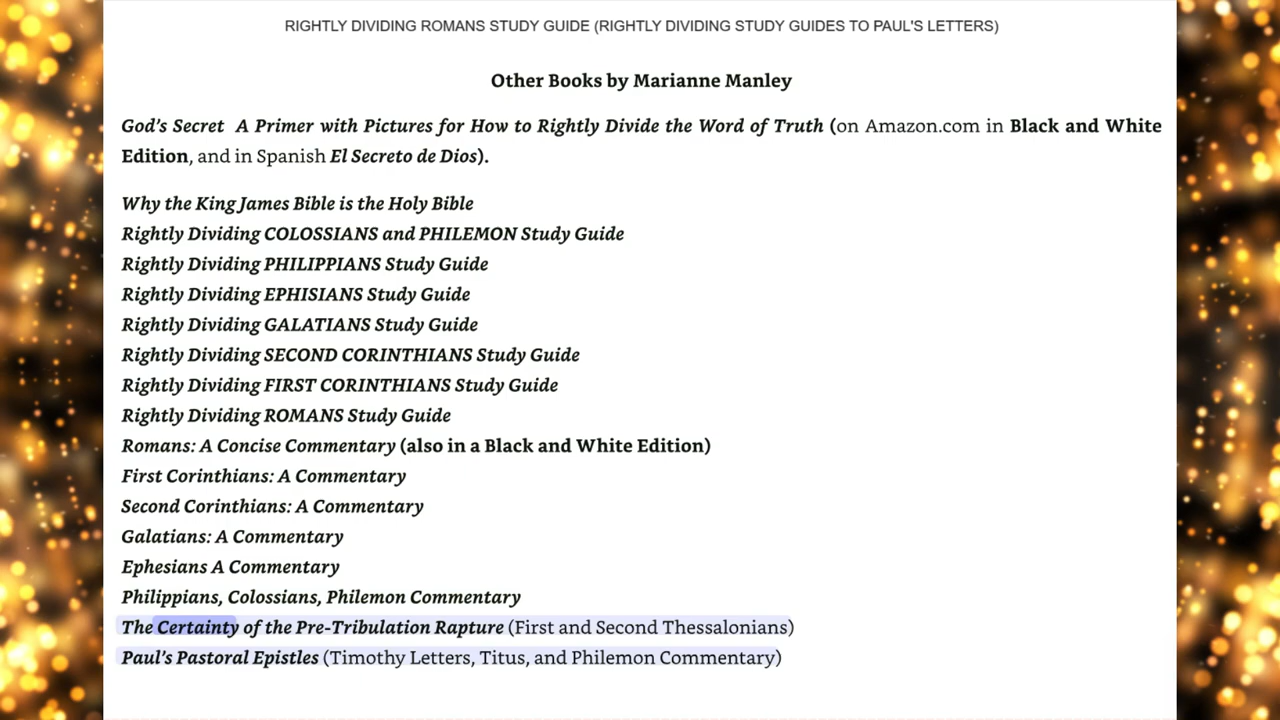 RIGHTLY DIVIDING ROMANS STUDY GUIDE (RIGHTLY DIVIDING STUDY GUIDES TO PAUL'S LETTERS)
Other Books by Marianne Manley
God's Secret A Primer with Pictures for How to Rightly Divide the Word of Truth (on Amazon.com in Black and White
Edition, and in Spanish El Secreto de Dios).
Why the King James Bible is the Holy Bible
Rightly Dividing COLOSSIANS and PHILEMON Study Guide
Rightly Dividing PHILIPPIANS Study Guide
Rightly Dividing EPHISIANS Study Guide
Rightly Dividing GALATIANS Study Guide
Rightly Dividing SECOND CORINTHIANS Study Guide
Rightly Dividing FIRST CORINTHIANS Study Guide
Rightly Dividing ROMANS Study Guide
Romans: A Concise Commentary (also in a Black and White Edition)
First Corinthians: A Commentary
Second Corinthians: A Commentary
Galatians: A Commentary
Ephesians A Commentary
Philippians, Colossians, Philemon Commentary
The Certainty of the Pre-Tribulation Rapture (First and Second Thessalonians)
Paul's Pastoral Epistles (Timothy Letters, Titus, and Philemon Commentary)